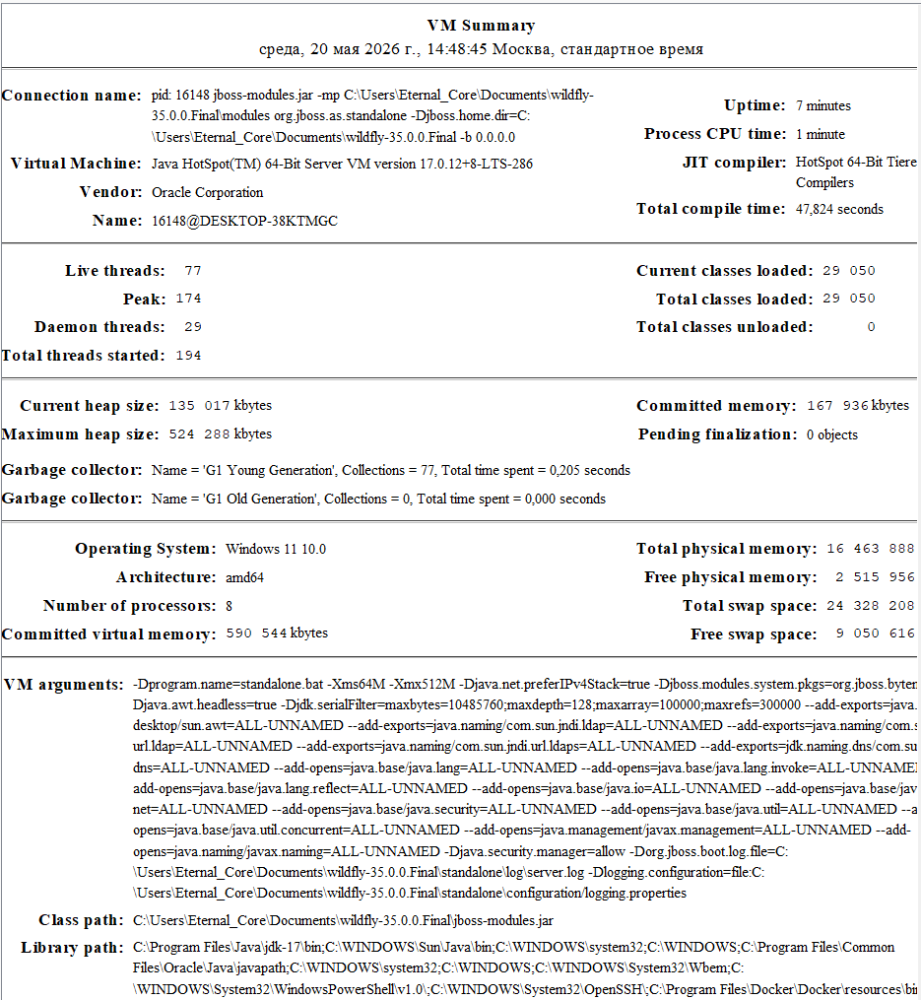 VM Summary
среда, 20 мая 2026 г., 14:48:45 Москва, стандартное время
Connection name: pid: 16148 jboss-modules.jar -mp C:\Users\Eternal_Core\Documents\wildfly-
35.0.0.Final\modules org.jboss.as.standalone -Djboss.home.dir=C:
\Users\Eternal_Core\Documents\wildfly-35.0.0.Final -b 0.0.0.0
Virtual Machine: Java HotSpot(TM) 64-Bit Server VM version 17.0.12+8-LTS-286
Vendor: Oracle Corporation
Name: 16148@DESKTOP-38KTMGC
Uptime: 7 minutes
Process CPU time: 1 minute
JIT compiler: HotSpot 64-Bit Tiere
Compilers
Total compile time: 47,824 seconds
Live threads: 77
Peak: 174
Daemon threads: 29
Total threads started: 194
Current classes loaded: 29 050
Total classes loaded: 29 050
Total classes unloaded: 0
Current heap size: 135 017 kbytes
Maximum heap size: 524 288 kbytes
Committed memory: 167 936 kbytes
Pending finalization: 0 objects
Garbage collector: Name = 'G1 Young Generation', Collections = 77, Total time spent = 0,205 seconds
Garbage collector: Name = 'G1 Old Generation', Collections = 0, Total time spent = 0,000 seconds
Operating System: Windows 11 10.0
Architecture: amd64
Number of processors: 8
Committed virtual memory: 590 544 kbytes
Total physical memory: 16 463 888
Free physical memory: 2 515 956
Total swap space: 24 328 208
Free swap space: 9 050 616
VM arguments: -Dprogram.name=standalone.bat -Xms64M -Xmx512M -Djava.net.preferIPv4Stack=true -Djboss.modules.system.pkgs=org.jboss.byten
Djava.awt.headless=true -Djdk.serialFilter=maxbytes=10485760;maxdepth=128;maxarray=100000;maxrefs=300000 --add-exports=java.
desktop/sun.awt=ALL-UNNAMED --add-exports=java.naming/com.sun.jndi.ldap=ALL-UNNAMED --add-exports=java.naming/com.s
url.ldap=ALL-UNNAMED --add-exports=java.naming/com.sun.jndi.url.ldaps=ALL-UNNAMED --add-exports=jdk.naming.dns/com.su
dns=ALL-UNNAMED --add-opens=java.base/java.lang=ALL-UNNAMED --add-opens=java.base/java.lang.invoke=ALL-UNNAMED
add-opens=java.base/java.lang.reflect=ALL-UNNAMED --add-opens=java.base/java.io=ALL-UNNAMED --add-opens=java.base/jav
net=ALL-UNNAMED --add-opens=java.base/java.security=ALL-UNNAMED --add-opens=java.base/java.util=ALL-UNNAMED --a
opens=java.base/java.util.concurrent=ALL-UNNAMED --add-opens=java.management/javax.management=ALL-UNNAMED --add-
opens=java.naming/javax.naming=ALL-UNNAMED -Djava.security.manager=allow -Dorg.jboss.boot.log.file=C:
\Users\Eternal_Core\Documents\wildfly-35.0.0.Final\standalone\log\server.log -Dlogging.configuration=file:C:
\Users\Eternal_Core\Documents\wildfly-35.0.0.Final\standalone\configuration/logging.properties
Class path: C:\Users\Eternal_Core\Documents\wildfly-35.0.0.Final\jboss-modules.jar
Library path: C:\Program Files\Java\jdk-17\bin;C:\WINDOWS\Sun\Java\bin;C:\WINDOWS\system32;C:\WINDOWS;C:\Program Files\Common
Files\Oracle\Java\javapath;C:\WINDOWS\system32;C:\WINDOWS;C:\WINDOWS\System32\Wbem;C:
\WINDOWS\System32\WindowsPowerShell\v1.0\;C:\WINDOWS\System32\OpenSSH\;C:\Program Files\Docker\Docker\resources\bin